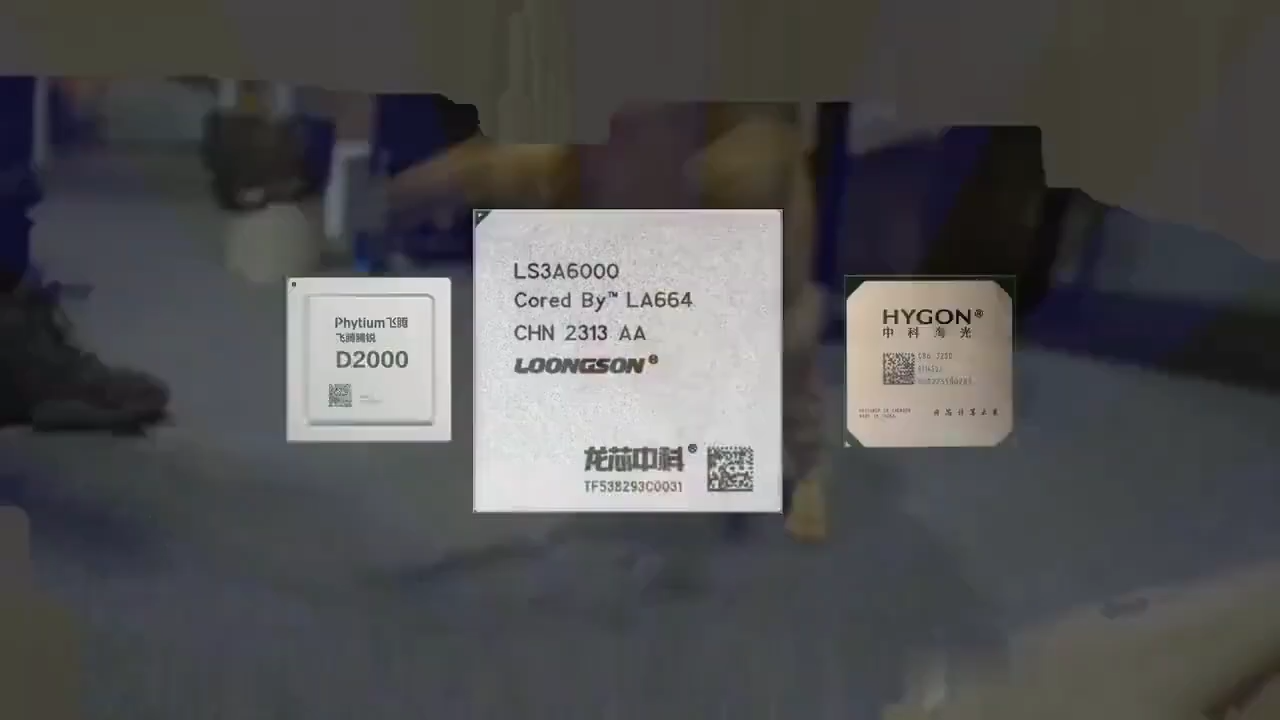 Phytium飞腾
飞腾腾锐
D2000
LS3A6000
Cored By™ LA664
CHN 2313 AA
LOONGSON®
龙芯中科®
TF538293C0031
HYGON®
中科海光